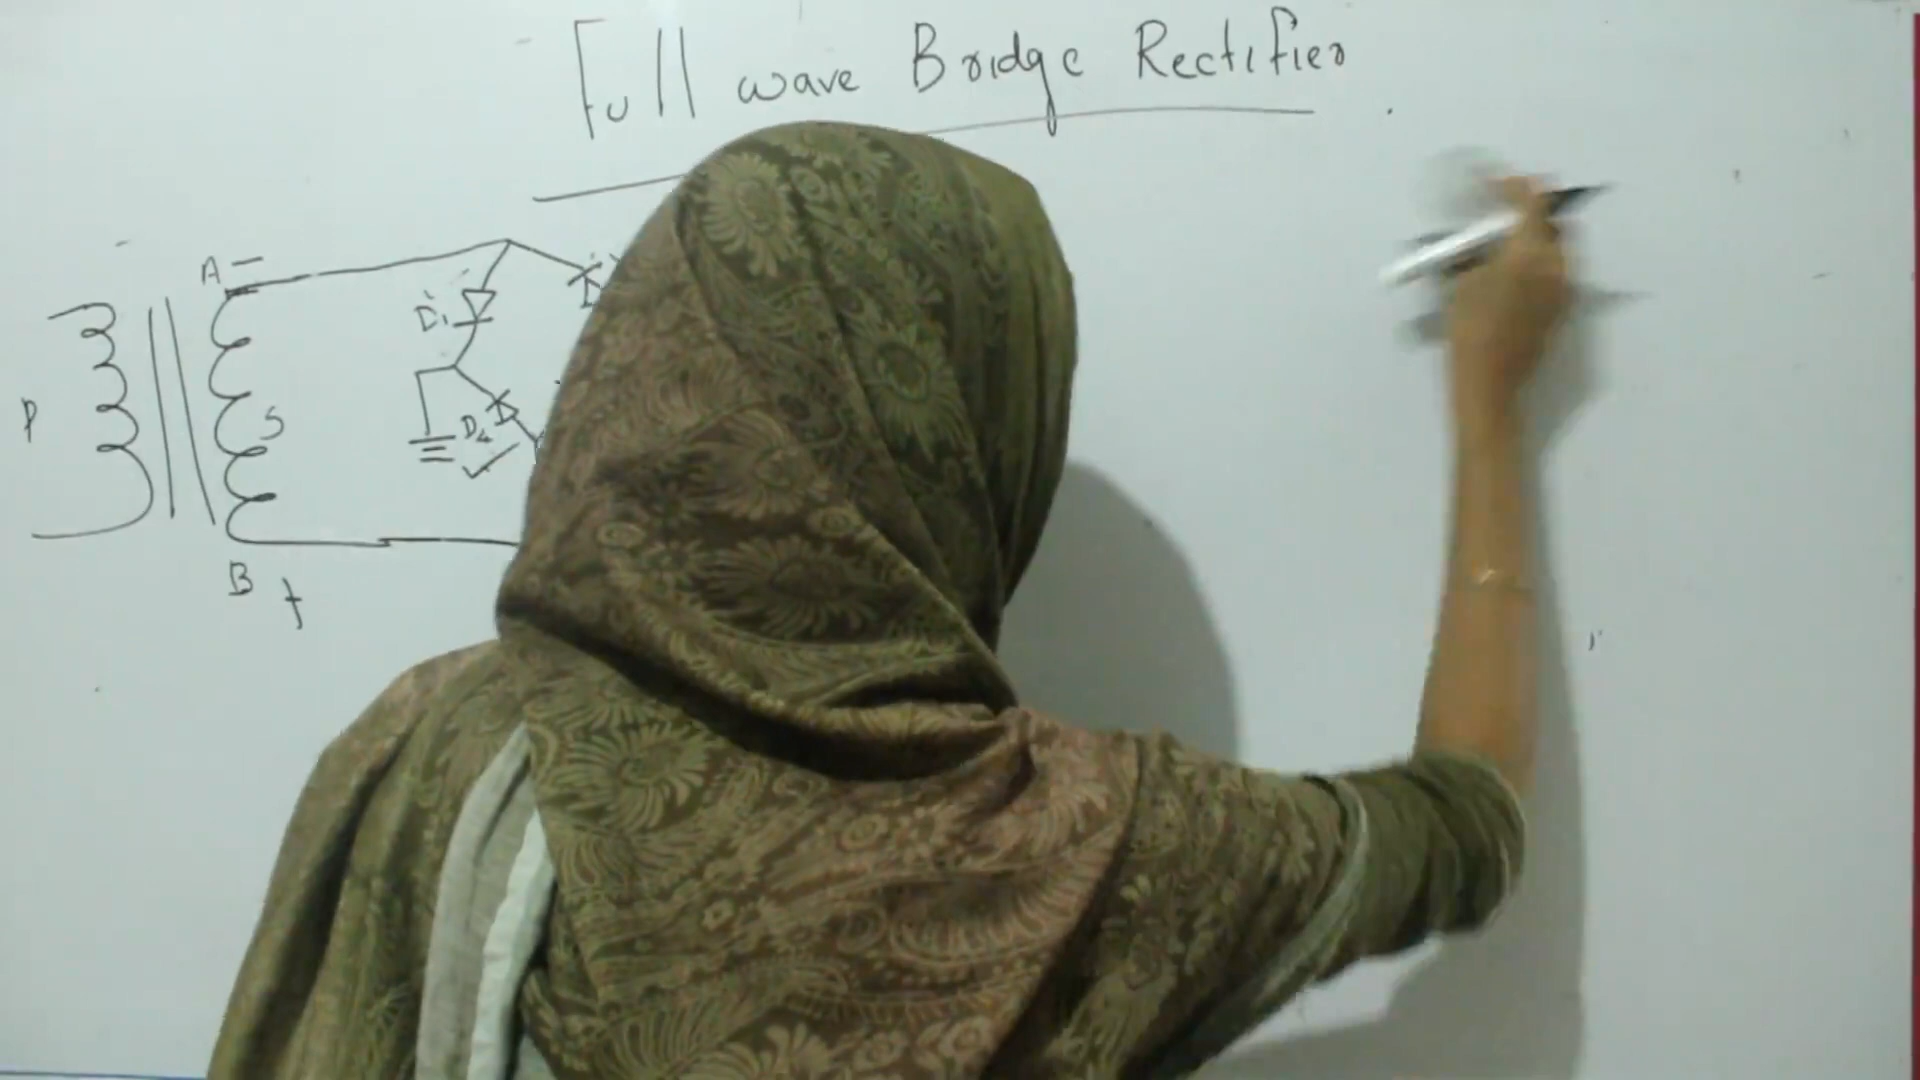 Full wave Bridge Rectifier
A −
D1
P
S
D4
B +